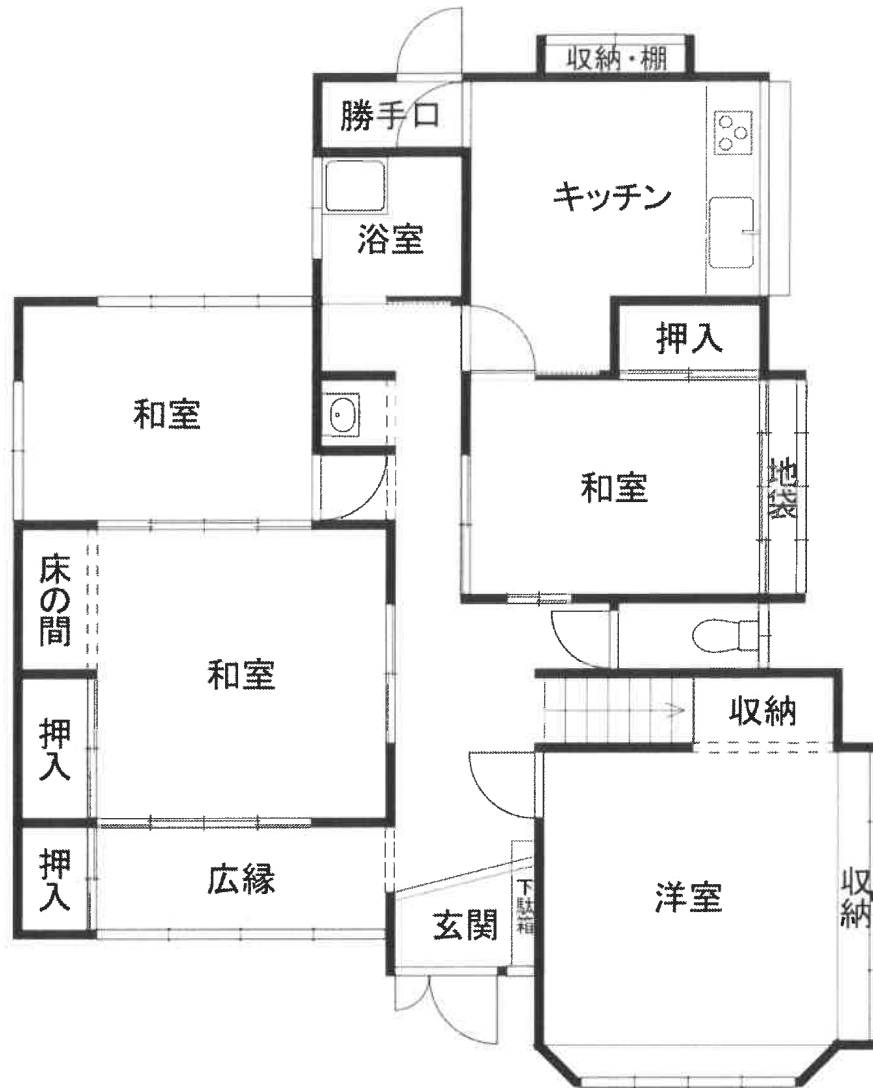 収納・棚
勝手口
キッチン
浴室
押入
和室
和室
地袋
床の間
和室
収納
押入
押入
広縁
玄関
下駄箱
洋室
収納